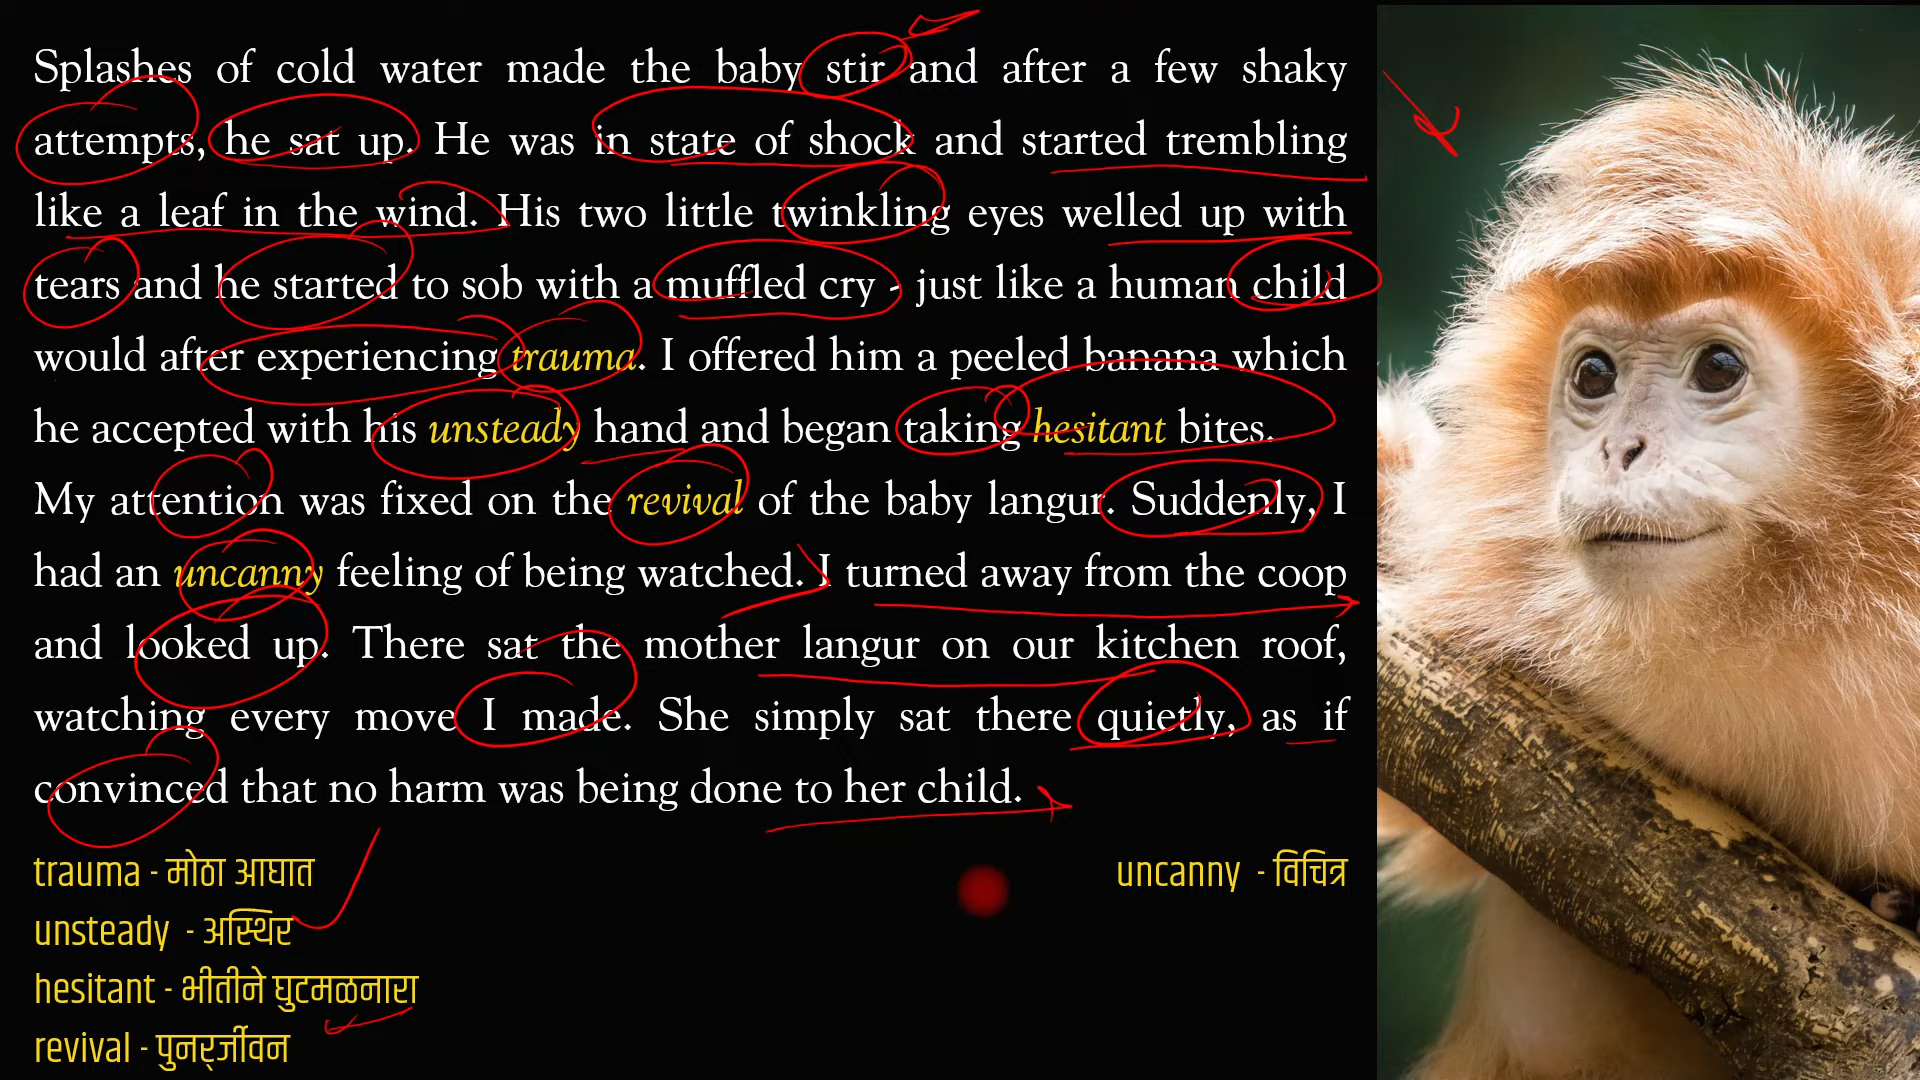 Splashes of cold water made the baby stir and after a few shaky
attempts, he sat up. He was in state of shock and started trembling
like a leaf in the wind. His two little twinkling eyes welled up with
tears and he started to sob with a muffled cry - just like a human child
would after experiencing trauma. I offered him a peeled banana which
he accepted with his unsteady hand and began taking hesitant bites.
My attention was fixed on the revival of the baby langur. Suddenly, I
had an uncanny feeling of being watched. I turned away from the coop
and looked up. There sat the mother langur on our kitchen roof,
watching every move I made. She simply sat there quietly, as if
convinced that no harm was being done to her child.
trauma - मोठा आघात
uncanny - विचित्र
unsteady - अस्थिर
hesitant - भीतीने घुटमळनारा
revival - पुनर्जीवन